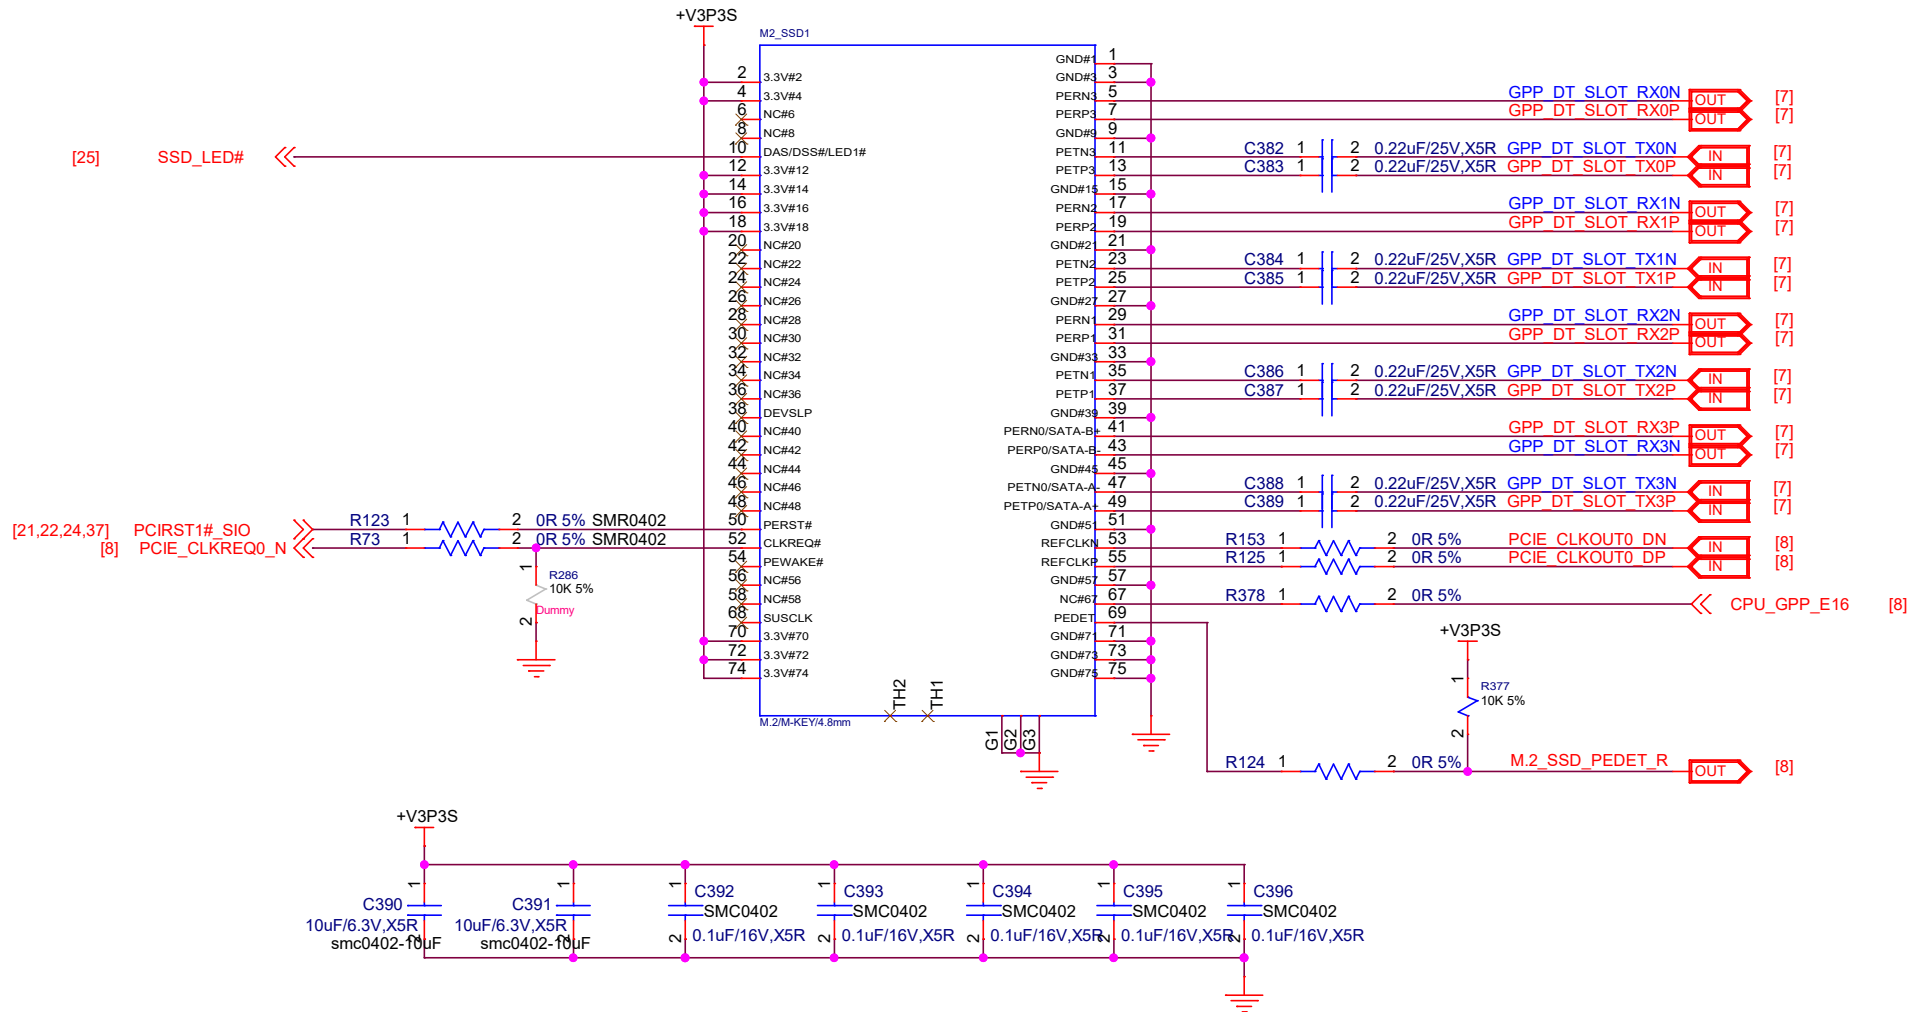 +V3P3S
M2_SSD1
2 3.3V#2
4 3.3V#4
6 NC#6
8 NC#8
[25] SSD_LED# 10 DAS/DSS#/LED1#
12 3.3V#12
14 3.3V#14
16 3.3V#16
18 3.3V#18
20 NC#20
22 NC#22
24 NC#24
26 NC#26
28 NC#28
30 NC#30
32 NC#32
34 NC#34
36 NC#36
38 DEVSLP
40 NC#40
42 NC#42
44 NC#44
46 NC#46
48 NC#48
[21,22,24,37] PCIRST1#_SIO R123 1 2 0R 5% SMR0402 50 PERST#
[8] PCIE_CLKREQ0_N R73 1 2 0R 5% SMR0402 52 CLKREQ#
54 PEWAKE#
56 NC#56
58 NC#58
68 SUSCLK
70 3.3V#70
72 3.3V#72
74 3.3V#74
1
R286
10K 5%
Dummy
2
GND#1 1
GND#3 3
PERN3 5 GPP_DT_SLOT_RX0N OUT [7]
PERP3 7 GPP_DT_SLOT_RX0P OUT [7]
GND#9 9
PETN3 11 C382 1 2 0.22uF/25V,X5R GPP_DT_SLOT_TX0N IN [7]
PETP3 13 C383 1 2 0.22uF/25V,X5R GPP_DT_SLOT_TX0P IN [7]
GND#15 15
PERN2 17 GPP_DT_SLOT_RX1N OUT [7]
PERP2 19 GPP_DT_SLOT_RX1P OUT [7]
GND#21 21
PETN2 23 C384 1 2 0.22uF/25V,X5R GPP_DT_SLOT_TX1N IN [7]
PETP2 25 C385 1 2 0.22uF/25V,X5R GPP_DT_SLOT_TX1P IN [7]
GND#27 27
PERN1 29 GPP_DT_SLOT_RX2N OUT [7]
PERP1 31 GPP_DT_SLOT_RX2P OUT [7]
GND#33 33
PETN1 35 C386 1 2 0.22uF/25V,X5R GPP_DT_SLOT_TX2N IN [7]
PETP1 37 C387 1 2 0.22uF/25V,X5R GPP_DT_SLOT_TX2P IN [7]
GND#39 39
PERN0/SATA-B+ 41 GPP_DT_SLOT_RX3P OUT [7]
PERP0/SATA-B- 43 GPP_DT_SLOT_RX3N OUT [7]
GND#45 45
PETN0/SATA-A- 47 C388 1 2 0.22uF/25V,X5R GPP_DT_SLOT_TX3N IN [7]
PETP0/SATA-A+ 49 C389 1 2 0.22uF/25V,X5R GPP_DT_SLOT_TX3P IN [7]
GND#51 51
REFCLKN 53 R153 1 2 0R 5% PCIE_CLKOUT0_DN IN [8]
REFCLKP 55 R125 1 2 0R 5% PCIE_CLKOUT0_DP IN [8]
GND#57 57
NC#67 67 R378 1 2 0R 5% CPU_GPP_E16 [8]
PEDET 69
GND#71 71
GND#73 73
GND#75 75
+V3P3S
1
R377
10K 5%
2
R124 1 2 0R 5% M.2_SSD_PEDET_R OUT [8]
TH2 TH1
M.2/M-KEY/4.8mm
G1 G2 G3
+V3P3S
1 1 1 1 1 1 1
C390 C391 C392 C393 C394 C395 C396
10uF/6.3V,X5R 10uF/6.3V,X5R SMC0402 SMC0402 SMC0402 SMC0402 SMC0402
smc0402-10uF smc0402-10uF 0.1uF/16V,X5R 0.1uF/16V,X5R 0.1uF/16V,X5R 0.1uF/16V,X5R 0.1uF/16V,X5R
2 2 2 2 2 2 2